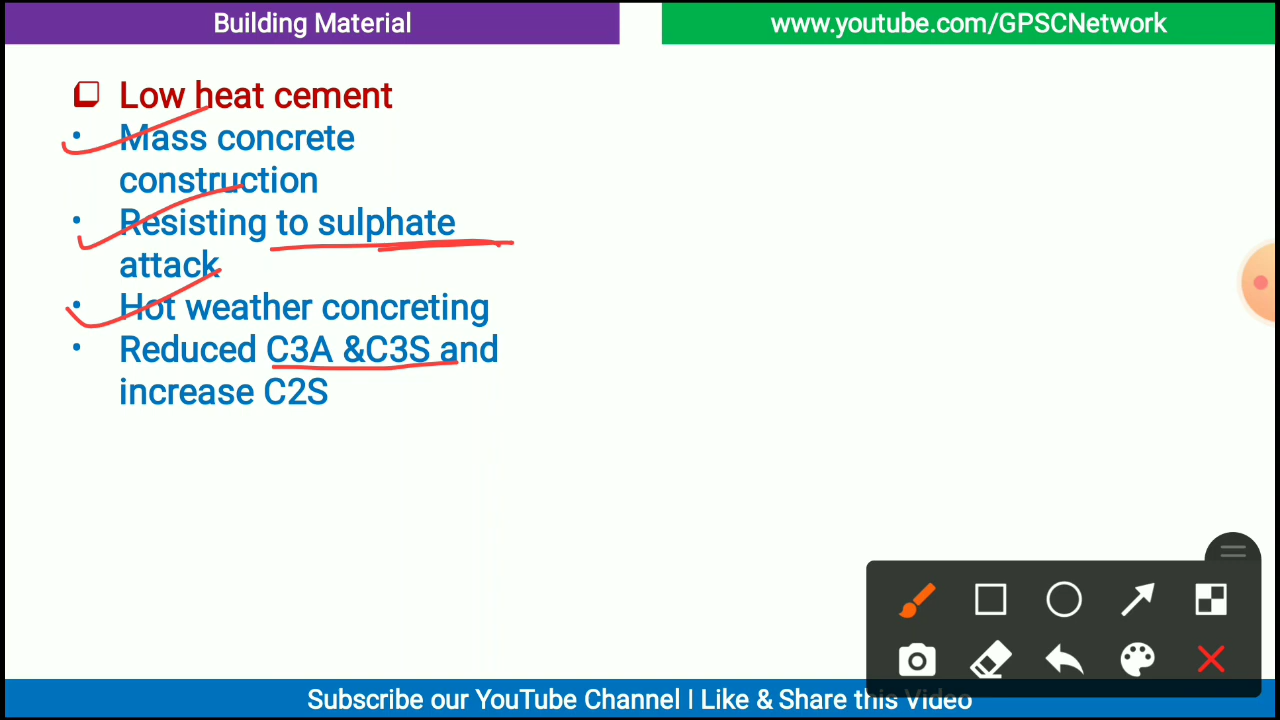 Building Material
www.youtube.com/GPSCNetwork
Low heat cement
• Mass concrete
construction
• Resisting to sulphate
attack
• Hot weather concreting
• Reduced C3A &C3S and
increase C2S
Subscribe our YouTube Channel I Like & Share this Video